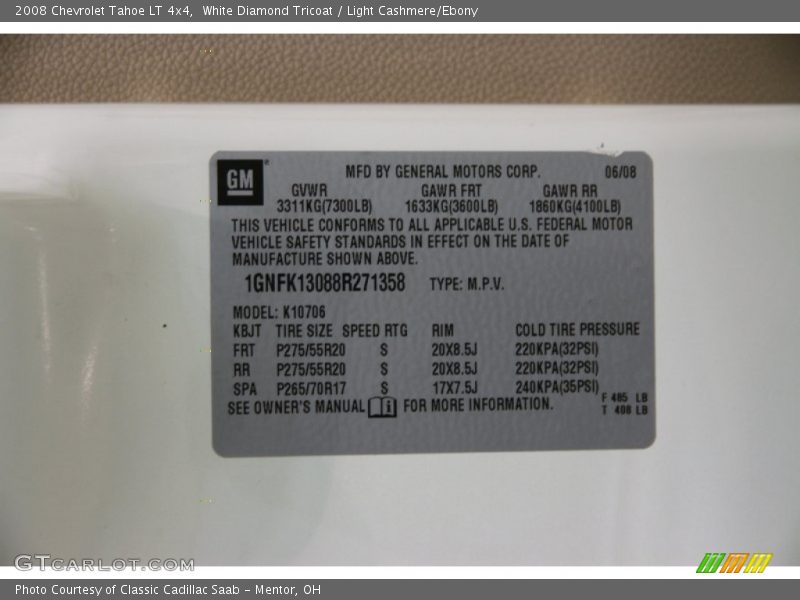 2008 Chevrolet Tahoe LT 4x4, White Diamond Tricoat / Light Cashmere/Ebony
GM ® MFD BY GENERAL MOTORS CORP. 06/08
GVWR GAWR FRT GAWR RR
3311KG(7300LB) 1633KG(3600LB) 1860KG(4100LB)
THIS VEHICLE CONFORMS TO ALL APPLICABLE U.S. FEDERAL MOTOR
VEHICLE SAFETY STANDARDS IN EFFECT ON THE DATE OF
MANUFACTURE SHOWN ABOVE.
1GNFK13088R271358 TYPE: M.P.V.
MODEL: K10706
KBJT TIRE SIZE SPEED RTG RIM COLD TIRE PRESSURE
FRT P275/55R20 S 20X8.5J 220KPA(32PSI)
RR P275/55R20 S 20X8.5J 220KPA(32PSI)
SPA P265/70R17 S 17X7.5J 240KPA(35PSI)
SEE OWNER'S MANUAL i FOR MORE INFORMATION.
F 485 LB
T 408 LB
GTCARLOT.COM
Photo Courtesy of Classic Cadillac Saab - Mentor, OH